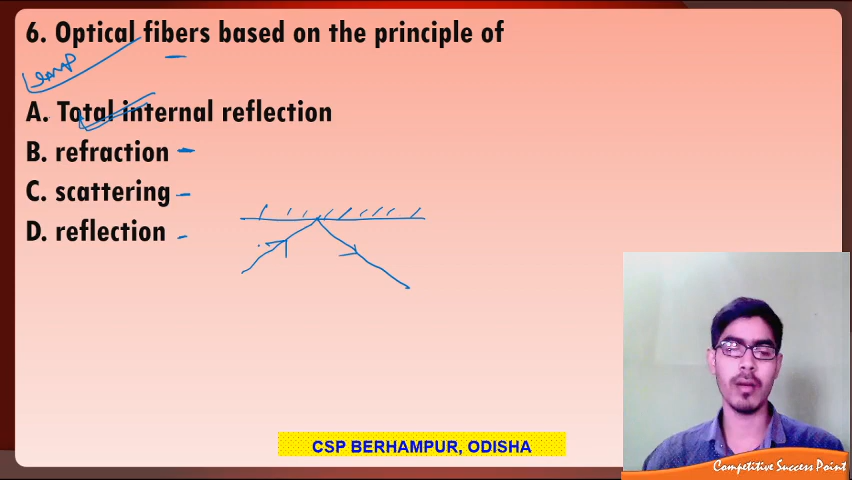 6. Optical fibers based on the principle of
A. Total internal reflection
B. refraction
C. scattering
D. reflection
CSP BERHAMPUR, ODISHA
Competitive Success Point